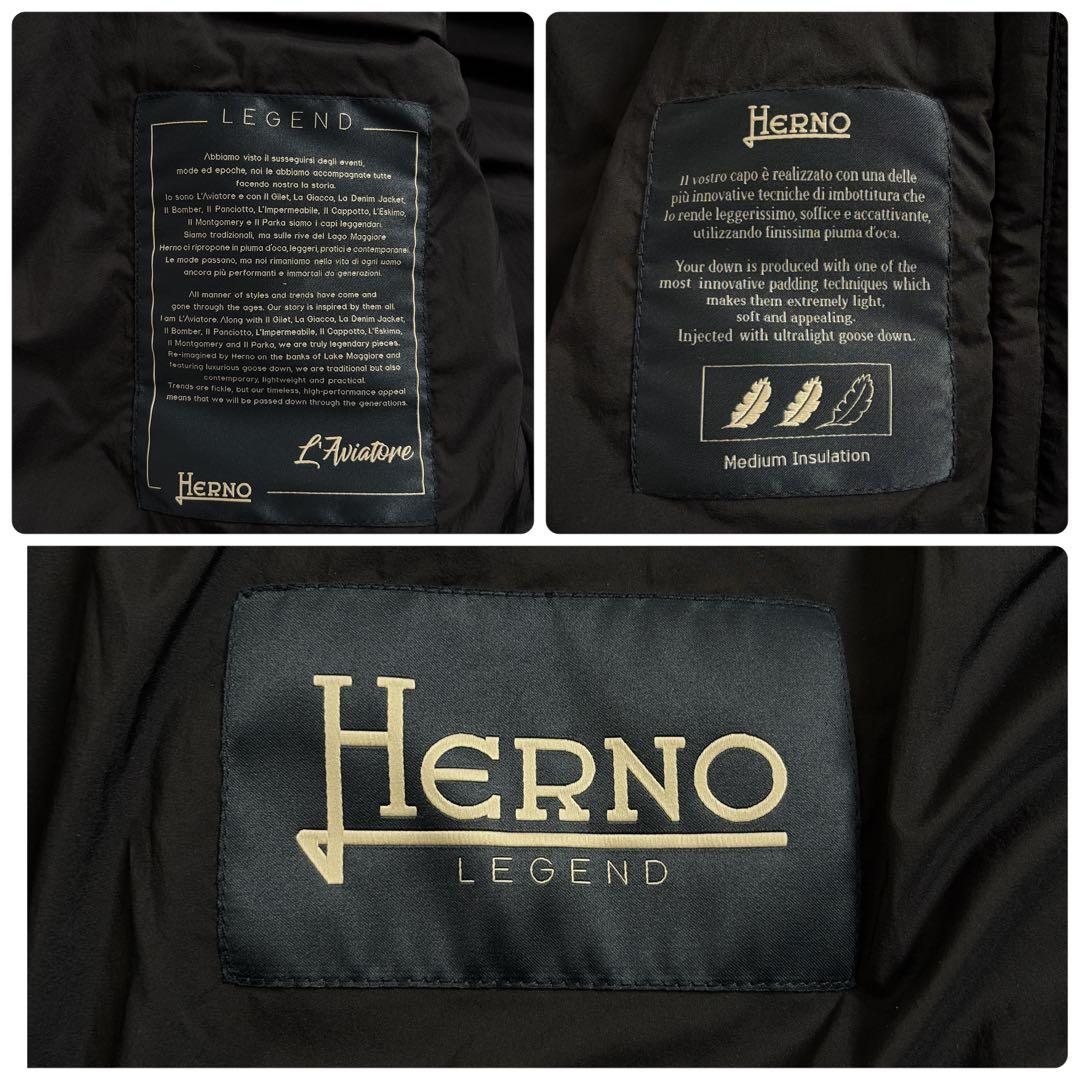 LEGEND
Abbiamo visto il susseguirsi degli eventi,
mode ed epoche, noi le abbiamo accompagnate tutte
facendo nostra la storia.
Io sono L'Aviatore e con Il Gilet, La Giacca, La Denim Jacket,
Il Bomber, Il Panciotto, L'Impermeabile, Il Cappotto, L'Eskimo,
Il Montgomery e Il Parka siamo i capi leggendari.
Siamo tradizionali, ma sulle rive del Lago Maggiore
Herno ci ripropone in piuma d'oca, leggeri, pratici e contemporanei.
Le mode passano, ma noi rimaniamo nella vita di ogni uomo
ancora più performanti e immortali da generazioni.
-
All manner of styles and trends have come and
gone through the ages. Our story is inspired by them all.
I am L'Aviatore. Along with Il Gilet, La Giacca, La Denim Jacket,
Il Bomber, Il Panciotto, L'Impermeabile, Il Cappotto, L'Eskimo,
Il Montgomery and Il Parka, we are truly legendary pieces.
Re-imagined by Herno on the banks of Lake Maggiore and
featuring luxurious goose down, we are traditional but also
contemporary, lightweight and practical.
Trends are fickle, but our timeless, high-performance appeal
means that we will be passed down through the generations.
L'Aviatore
HERNO
HERNO
Il vostro capo è realizzato con una delle
più innovative tecniche di imbottitura che
lo rende leggerissimo, soffice e accattivante,
utilizzando finissima piuma d'oca.
Your down is produced with one of the
most innovative padding techniques which
makes them extremely light,
soft and appealing.
Injected with ultralight goose down.
Medium Insulation
HERNO
LEGEND